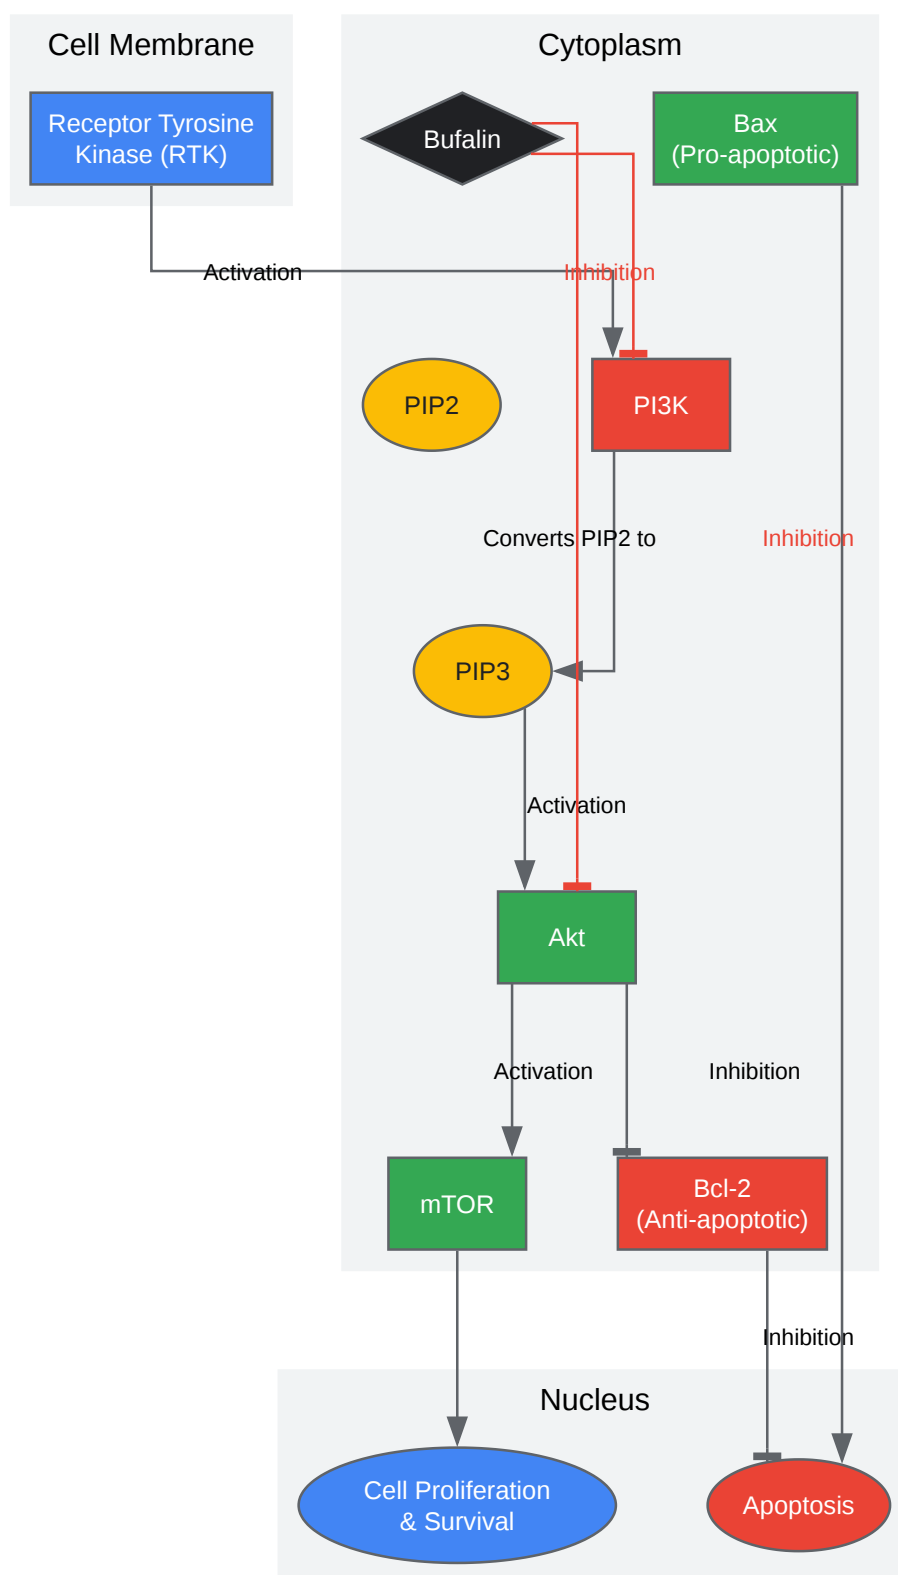 Cell Membrane
Cytoplasm
Receptor Tyrosine
Kinase (RTK)
Bufalin
Bax
(Pro-apoptotic)
Activation
Inhibition
PIP2
PI3K
Converts PIP2 to
Inhibition
PIP3
Activation
Akt
Activation
Inhibition
mTOR
Bcl-2
(Anti-apoptotic)
Inhibition
Nucleus
Cell Proliferation
& Survival
Apoptosis